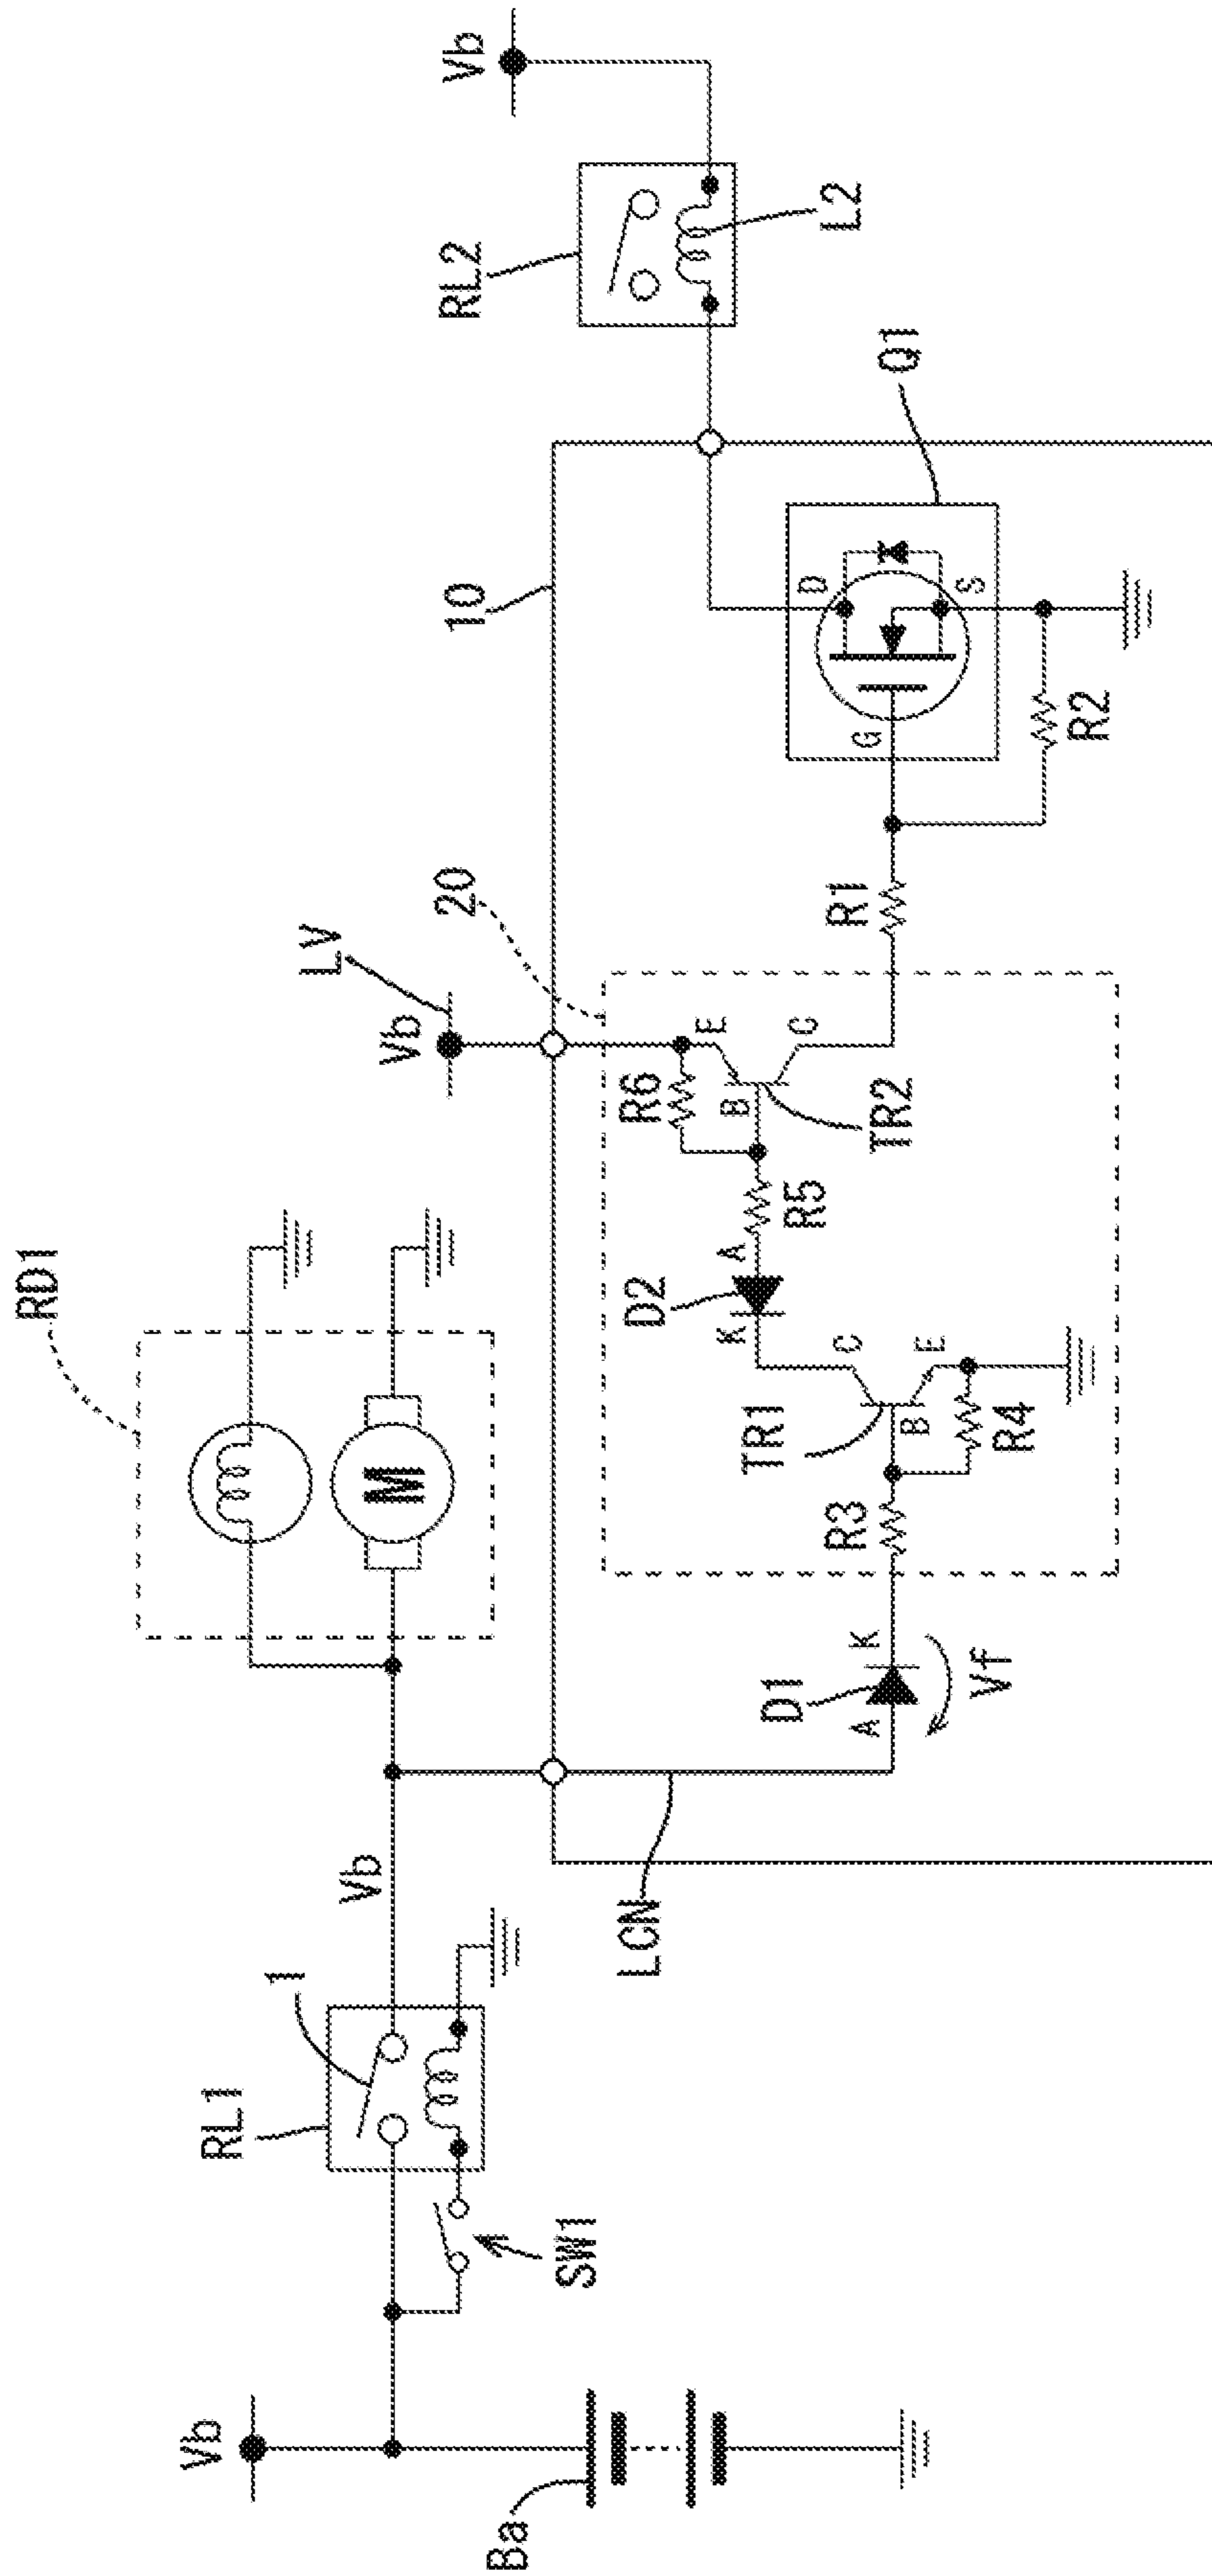 Vb
Ba
SW1
RL1
1
Vb
RD1
M
LCN
D1
A
K
Vf
LV
Vb
20
10
R3
R4
TR1
B
C
E
D2
K
A
R5
R6
B
E
C
TR2
R1
R2
G
D
S
Q1
RL2
L2
Vb